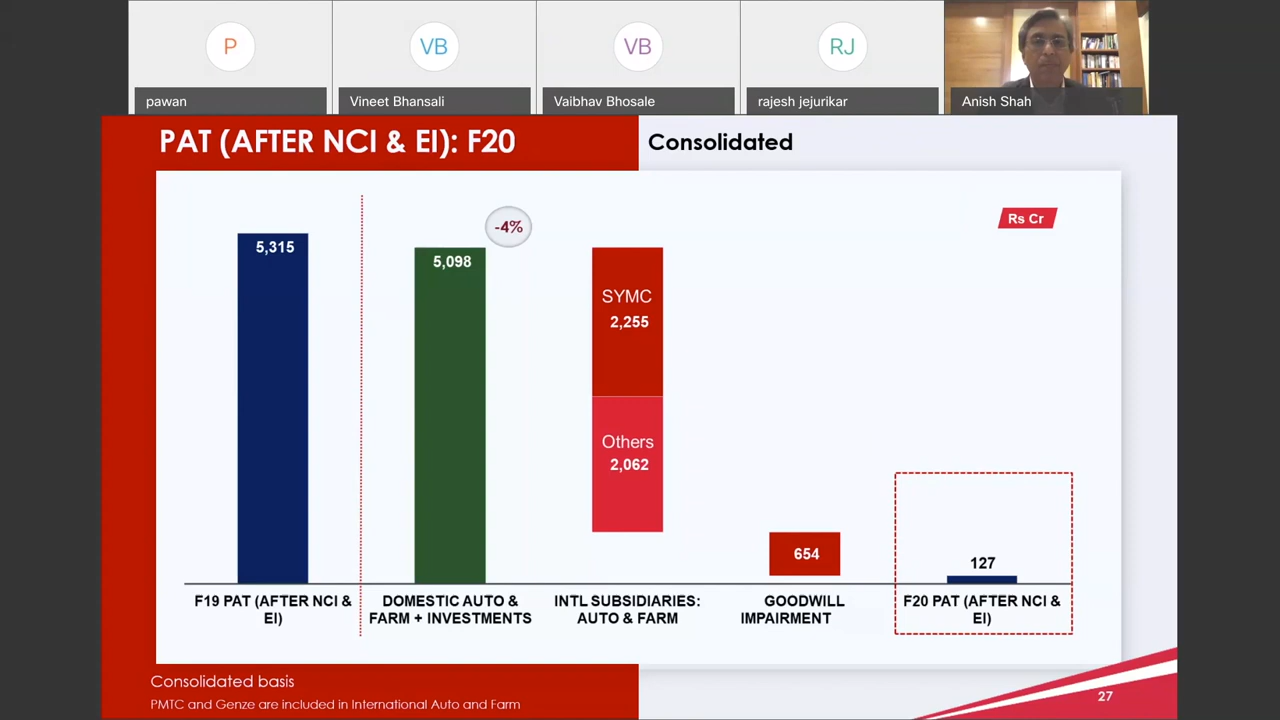 P
VB
VB
RJ
pawan
Vineet Bhansali
Vaibhav Bhosale
rajesh jejurikar
Anish Shah
PAT (AFTER NCI & EI): F20
Consolidated
Rs Cr
-4%
5,315
5,098
SYMC
2,255
Others
2,062
654
127
F19 PAT (AFTER NCI &
EI)
DOMESTIC AUTO &
FARM + INVESTMENTS
INTL SUBSIDIARIES:
AUTO & FARM
GOODWILL
IMPAIRMENT
F20 PAT (AFTER NCI &
EI)
Consolidated basis
PMTC and Genze are included in International Auto and Farm
27